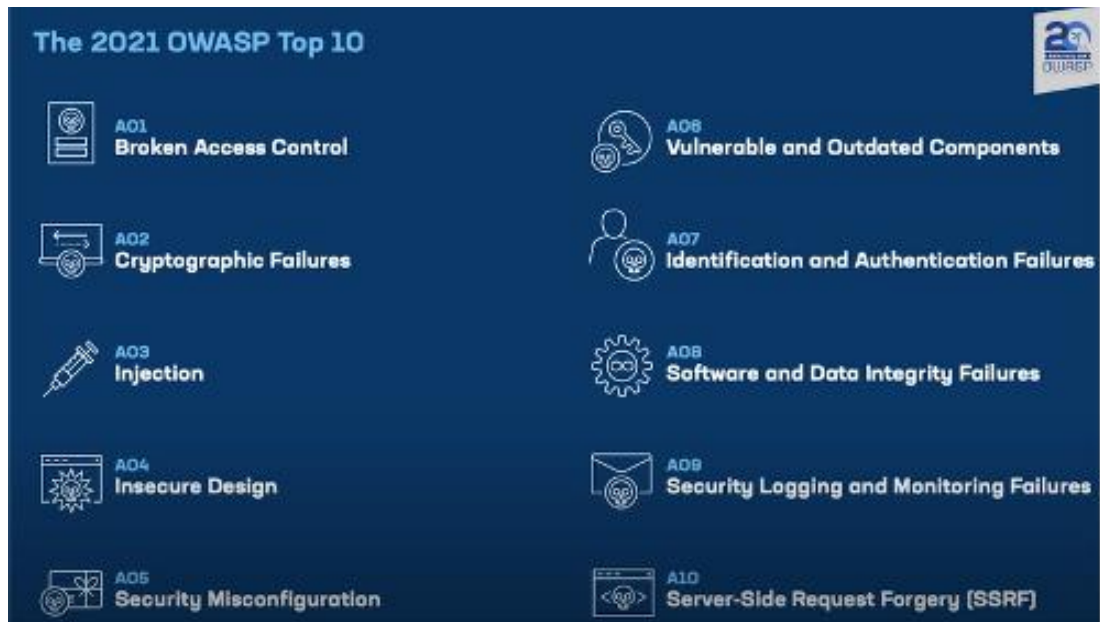 The 2021 OWASP Top 10
20
OWASP
A01
Broken Access Control
A02
Cryptographic Failures
A03
Injection
A04
Insecure Design
A05
Security Misconfiguration
A06
Vulnerable and Outdated Components
A07
Identification and Authentication Failures
A08
Software and Data Integrity Failures
A09
Security Logging and Monitoring Failures
A10
Server-Side Request Forgery (SSRF)